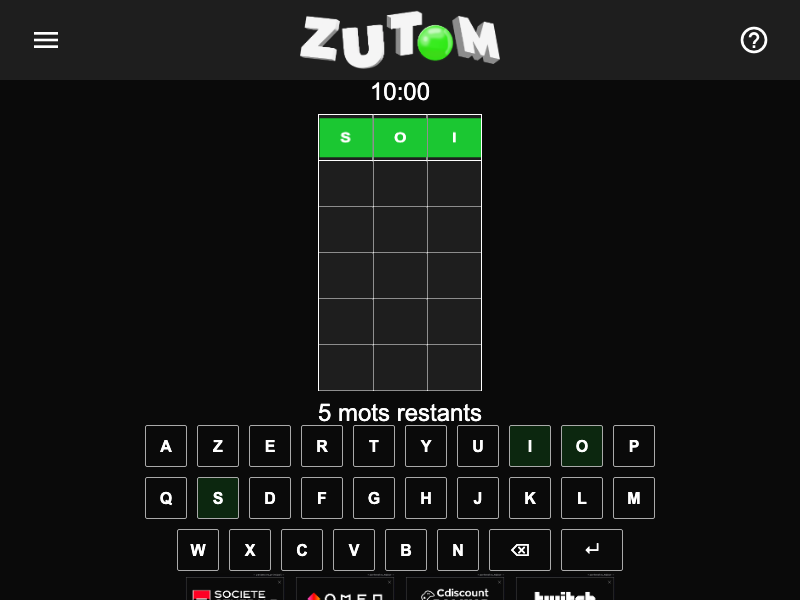 ZUTOM
10:00
S O I
5 mots restants
A Z E R T Y U I O P
Q S D F G H J K L M
W X C V B N
SOCIETE
OMEN
Cdiscount
twitch